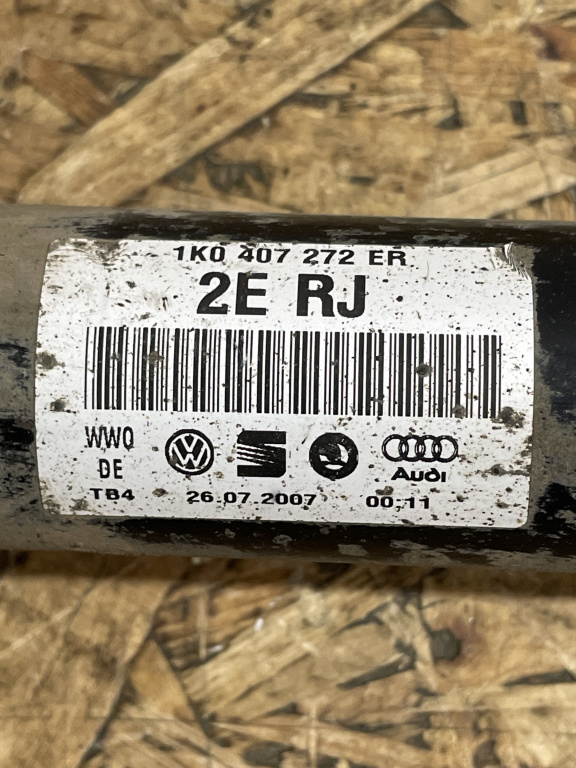 1K0 407 272 ER
2E RJ
WWQ
DE
TB4
26.07.2007
00:11
Audi